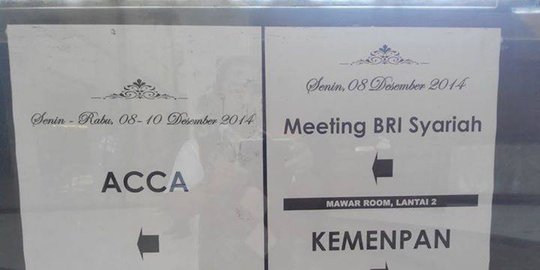 Senin - Rabu, 08-10 Desember 2014
ACCA
Senin, 08 Desember 2014
Meeting BRI Syariah
MAWAR ROOM, LANTAI 2
KEMENPAN